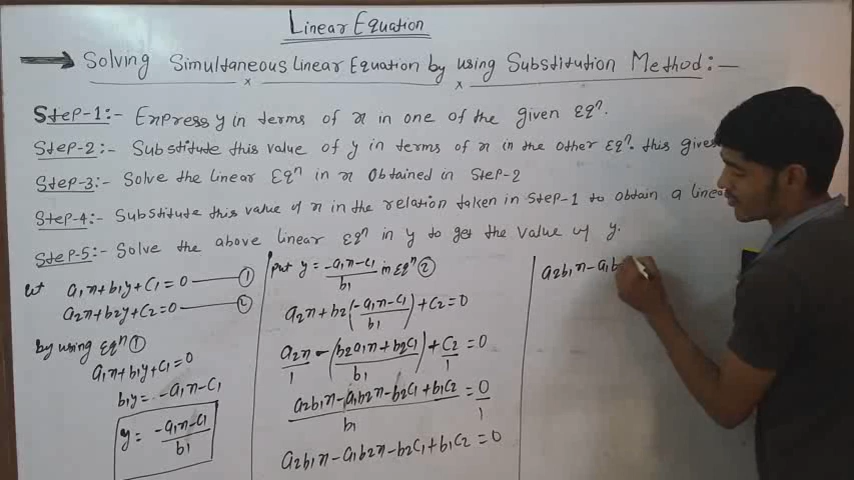 Linear Equation
Solving Simultaneous Linear Equation by using Substitution Method:-
Step-1:- Express y in terms of x in one of the given Eqⁿ.
Step-2:- Substitute this value of y in terms of x in the other Eqⁿ. this gives
Step-3:- Solve the linear Eqⁿ in x Obtained in Step-2
Step-4:- Substitute this value of x in the relation taken in Step-1 to obtain a linear
Step-5:- Solve the above linear Eqⁿ in y to get the value of y.
let a1x+b1y+c1=0 — ①
a2x+b2y+c2=0 — ②
by using Eqⁿ ①
a1x+b1y+c1=0
b1y = -a1x-c1
y = (-a1x-c1)/b1
put y = (-a1x-c1)/b1 in Eqⁿ ②
a2x+b2(-a1x-c1/b1)+c2=0
a2x/1 - (b2a1x+b2c1/b1) + c2/1 = 0
a2b1x-a1b2x-b2c1+b1c2/b1 = 0/1
a2b1x-a1b2x-b2c1+b1c2=0
a2b1x-a1b